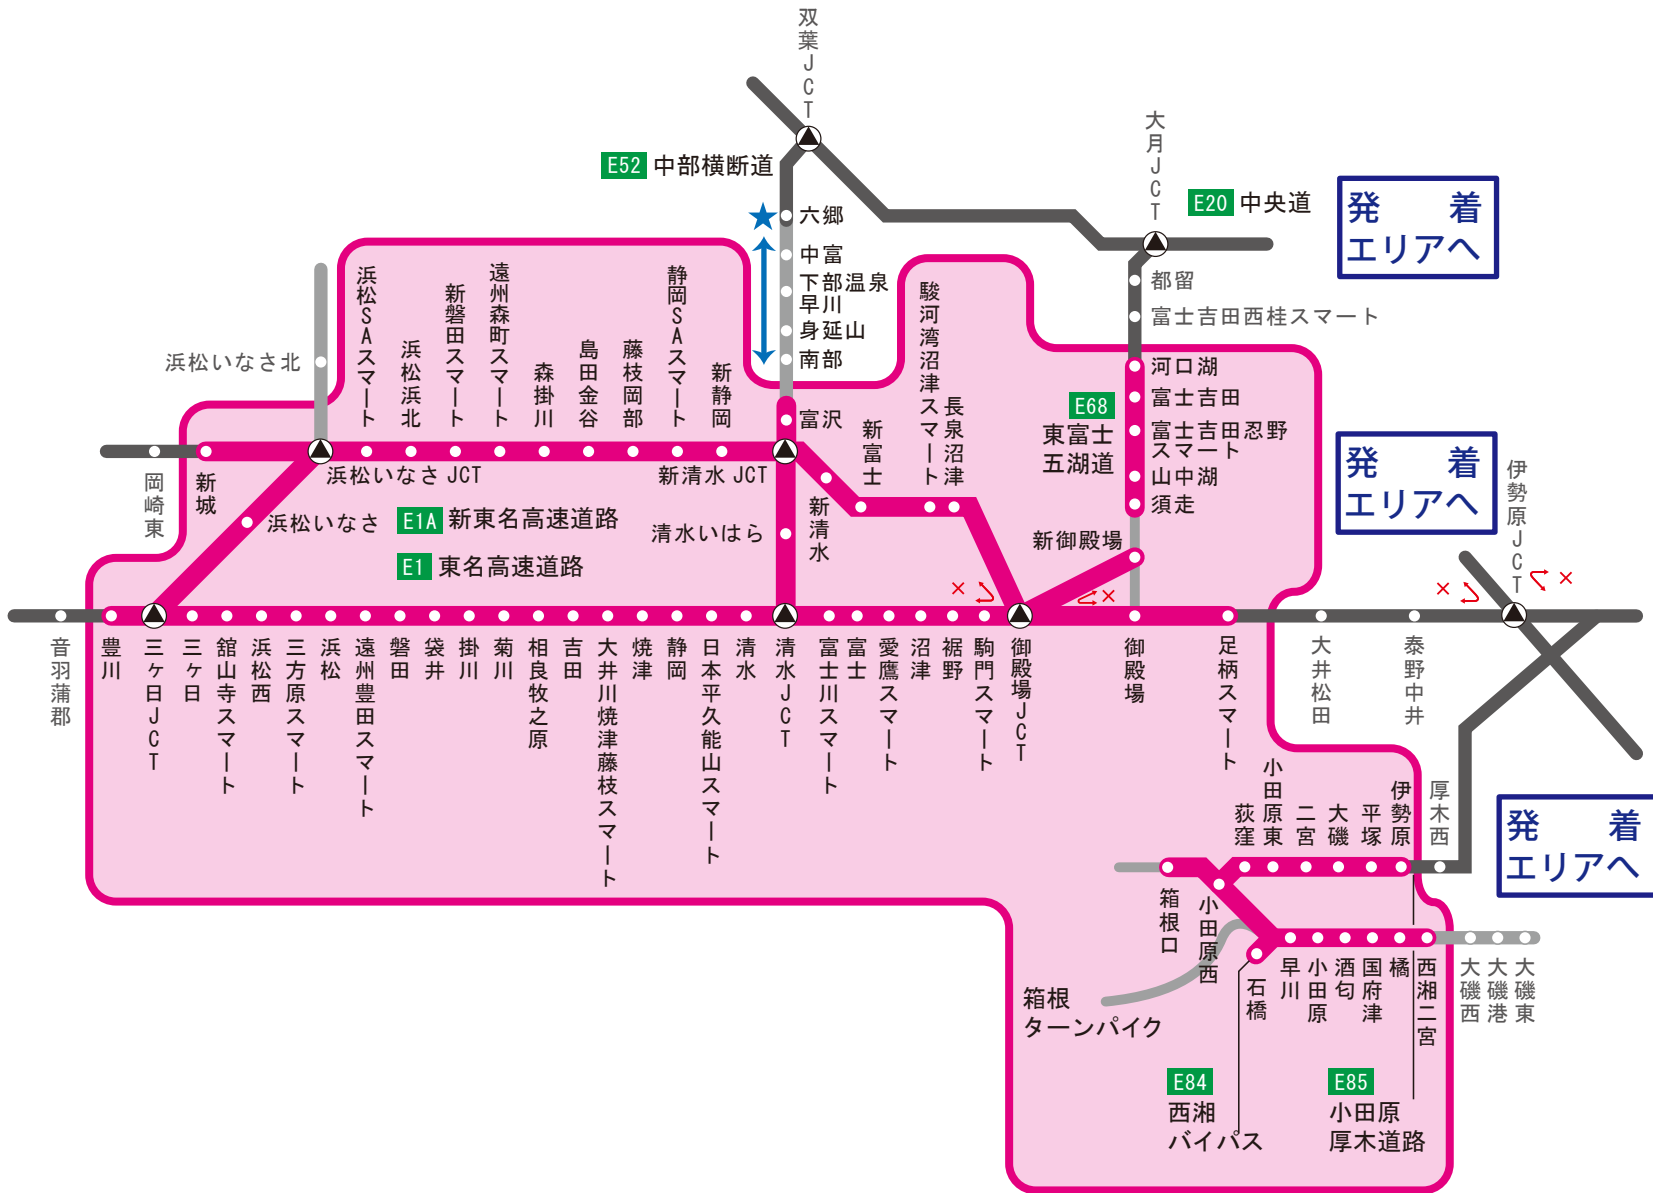 双葉JCT
大月JCT
E52 中部横断道
E20 中央道
発 着
エリアへ
六郷
中富
下部温泉
早川
身延山
南部
富沢
都留
富士吉田西桂スマート
河口湖
富士吉田
富士吉田忍野
スマート
山中湖
須走
E68
東富士
五湖道
新御殿場
浜松いなさ北
浜松SAスマート
浜松浜北
新磐田スマート
遠州森町スマート
森掛川
島田金谷
藤枝岡部
静岡SAスマート
新静岡
新富士
駿河湾沼津スマート
長泉沼津
岡崎東
新城
浜松いなさJCT
新清水JCT
新清水
浜松いなさ
E1A 新東名高速道路
清水いはら
E1 東名高速道路
発 着
エリアへ
伊勢原JCT
×
×
×
×
音羽蒲郡
豊川
三ヶ日JCT
三ヶ日
舘山寺スマート
浜松西
三方原スマート
浜松
遠州豊田スマート
磐田
袋井
掛川
菊川
相良牧之原
吉田
大井川焼津藤枝スマート
焼津
静岡
日本平久能山スマート
清水
清水JCT
富士川スマート
富士
愛鷹スマート
沼津
裾野
駒門スマート
御殿場JCT
御殿場
足柄スマート
大井松田
秦野中井
発 着
エリアへ
荻窪
小田原東
二宮
大磯
平塚
伊勢原
厚木西
箱根口
小田原西
石橋
早川
小田原
酒匂
国府津
橘
西湘二宮
大磯西
大磯港
大磯東
箱根
ターンパイク
E84
西湘
バイパス
E85
小田原
厚木道路